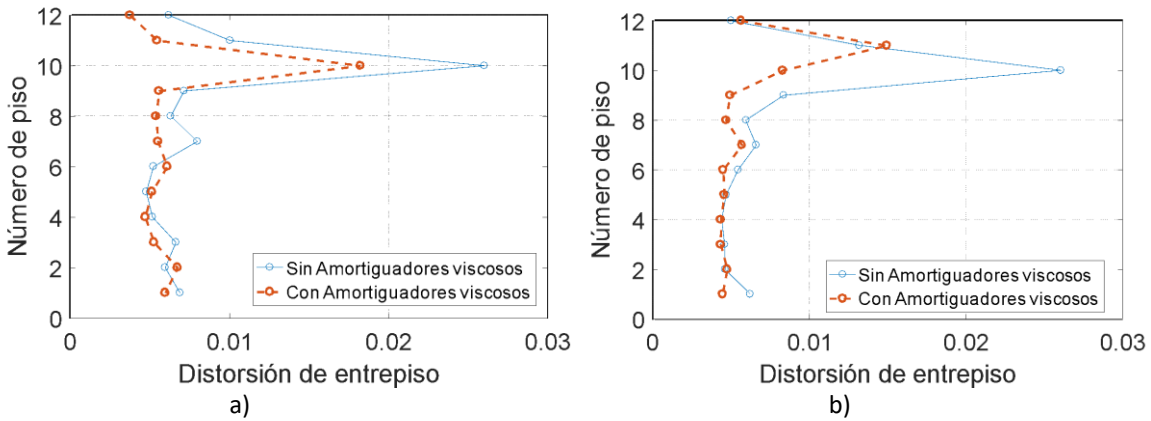 12
10
8
6
4
2
0
Número de piso
Sin Amortiguadores viscosos
Con Amortiguadores viscosos
0
0.01
0.02
0.03
Distorsión de entrepiso
a)
12
10
8
6
4
2
0
Número de piso
Sin Amortiguadores viscosos
Con Amortiguadores viscosos
0
0.01
0.02
0.03
Distorsión de entrepiso
b)